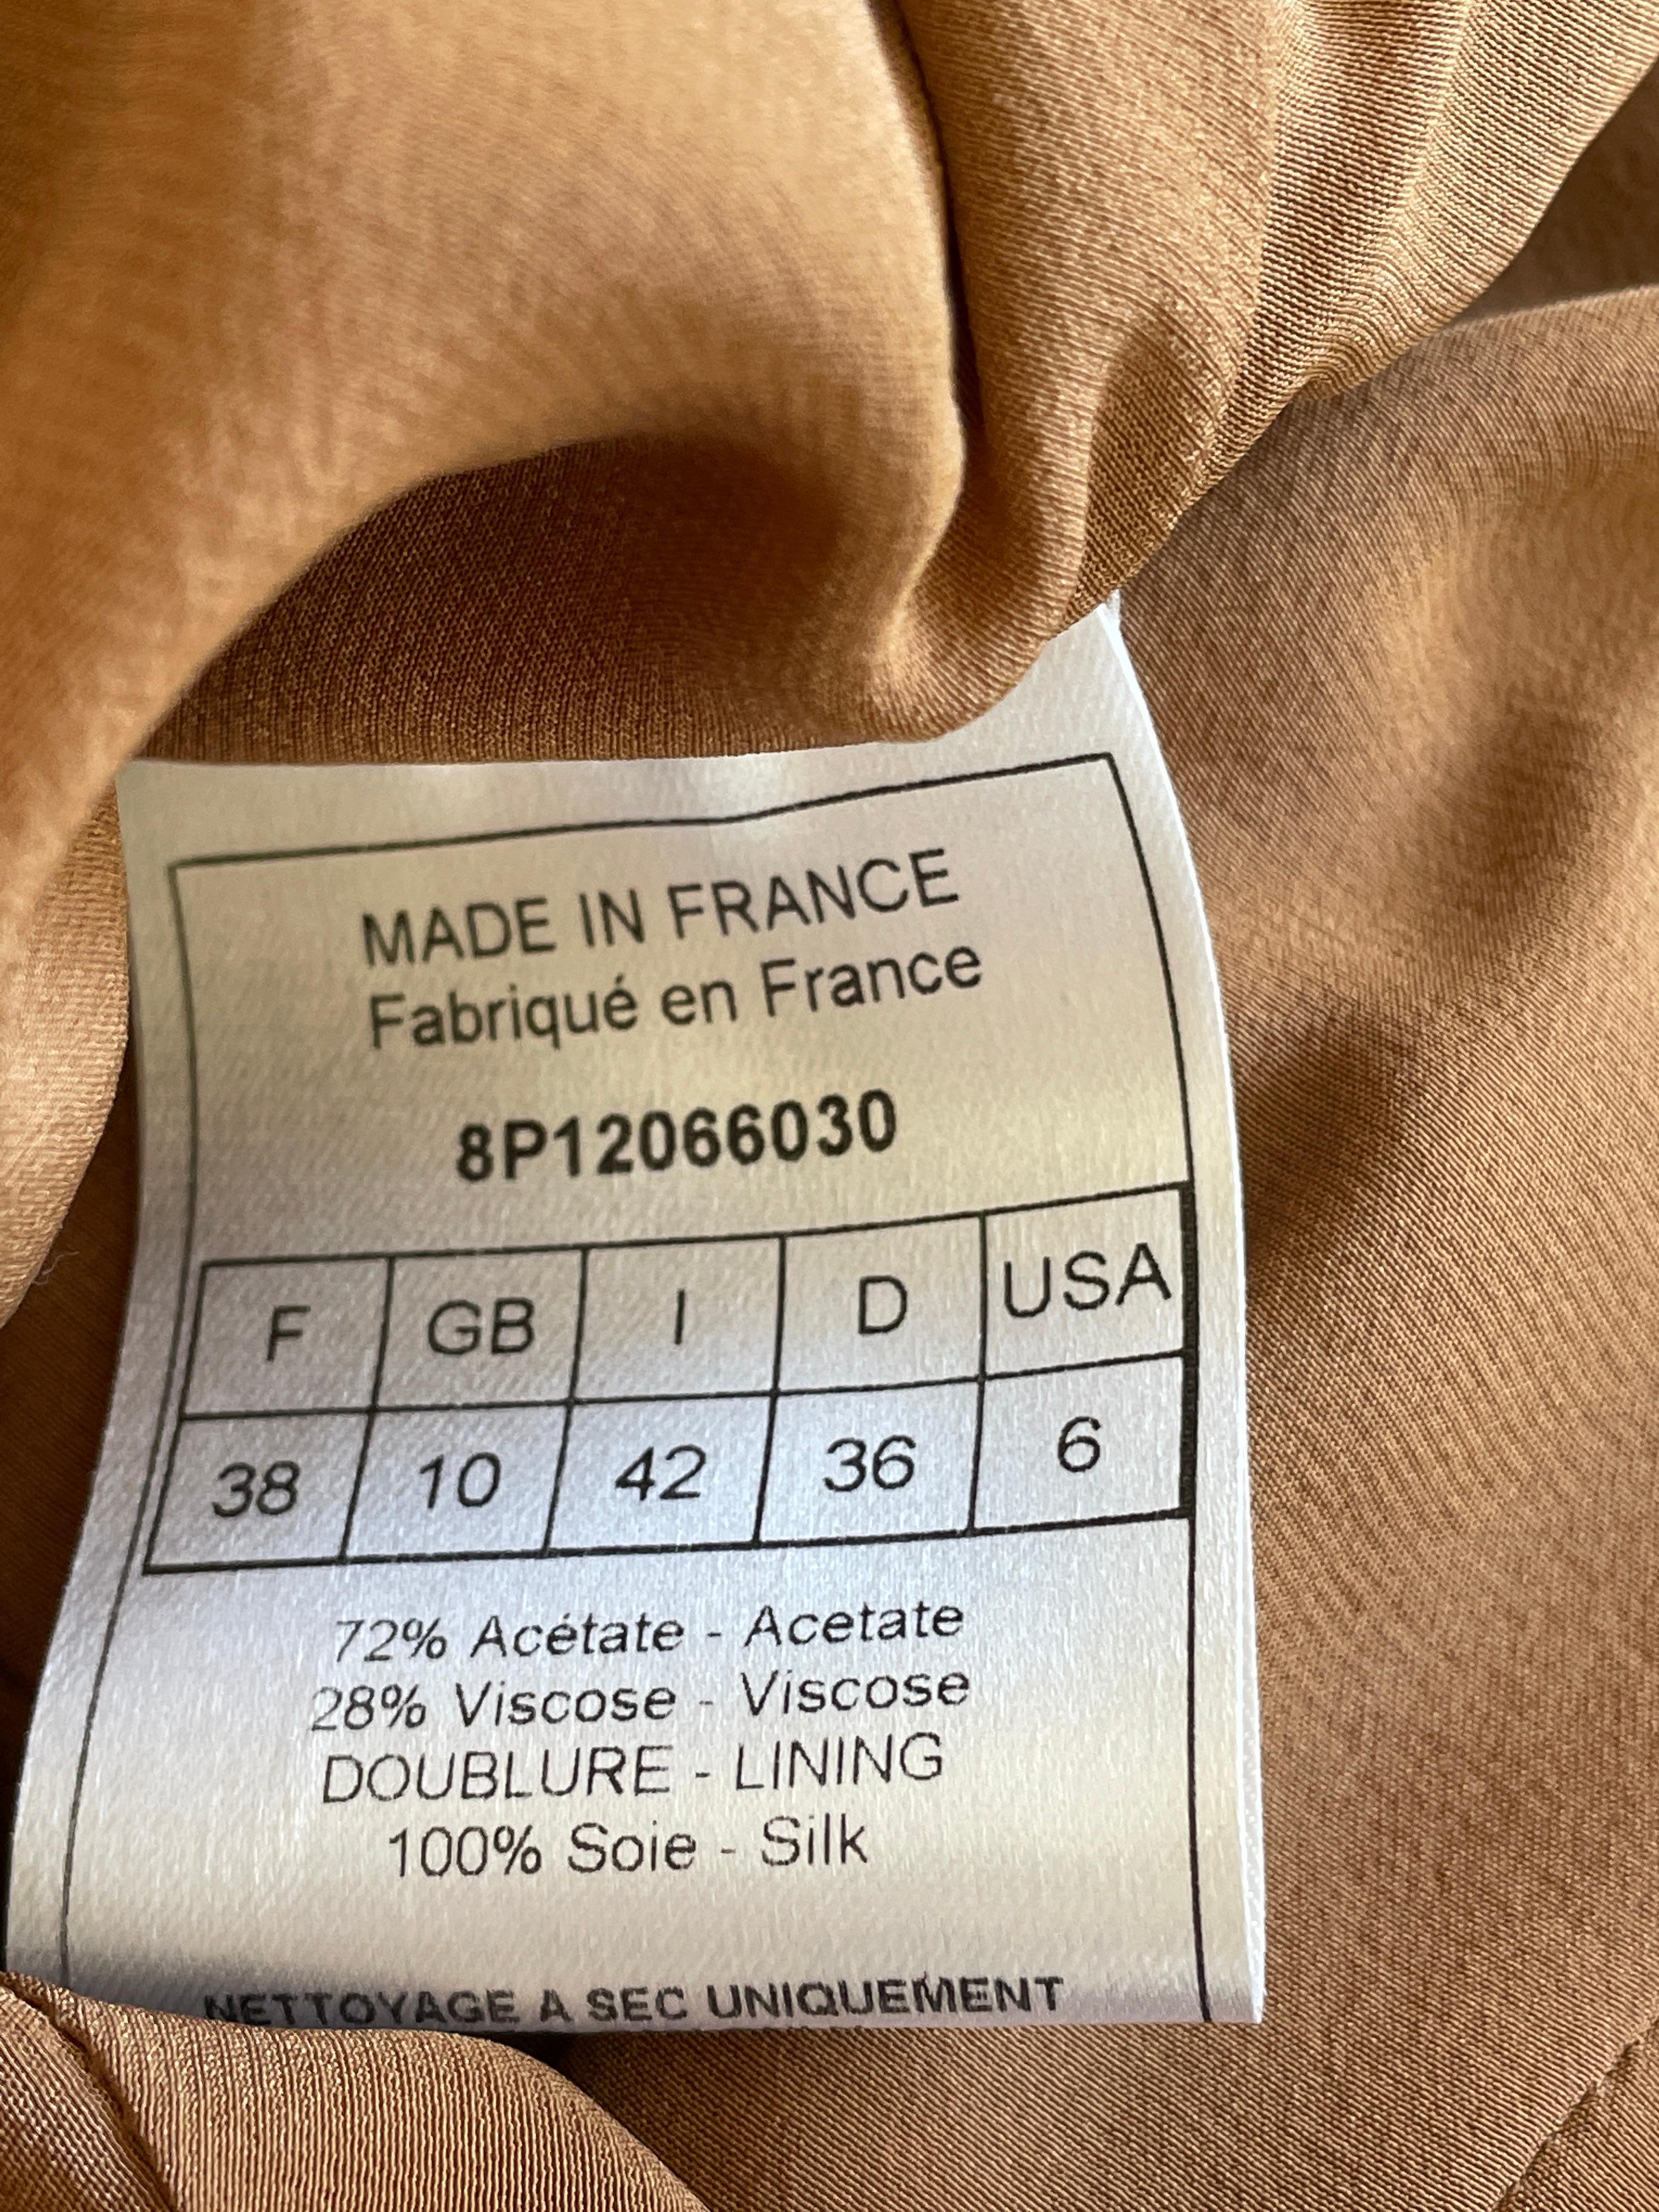 MADE IN FRANCE
Fabriqué en France
8P12066030
F GB I D USA
38 10 42 36 6
72% Acétate - Acetate
28% Viscose - Viscose
DOUBLURE - LINING
100% Soie - Silk
NETTOYAGE A SEC UNIQUEMENT